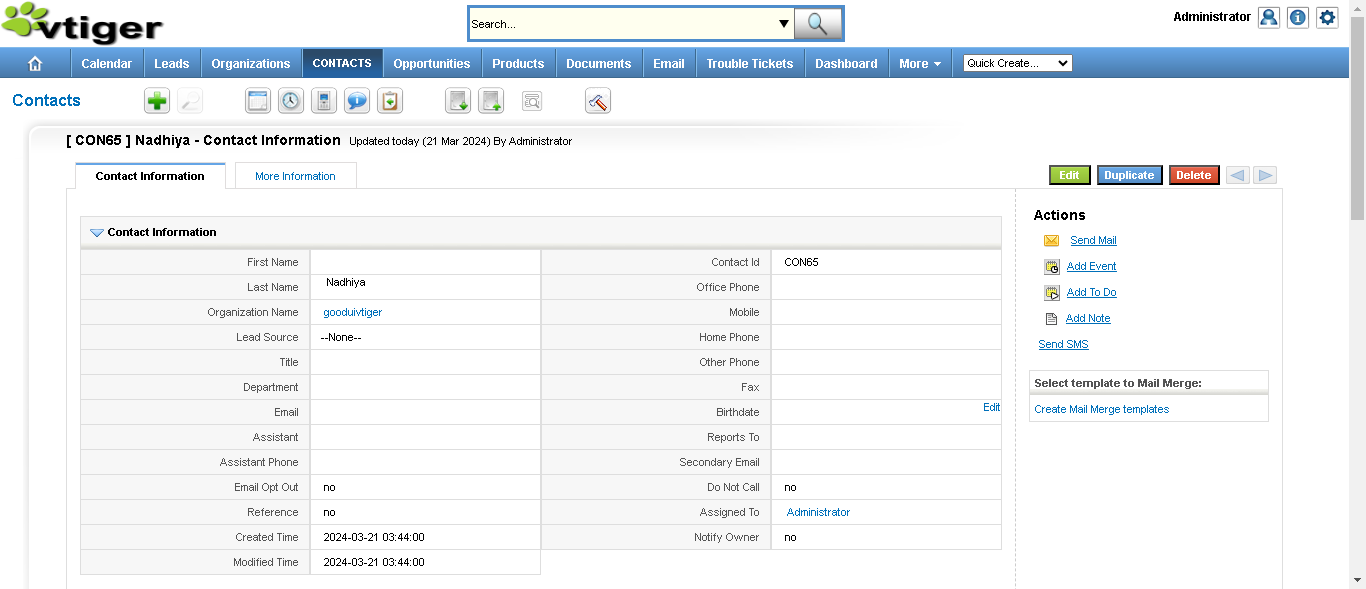 vtiger
Search...
Administrator
Calendar Leads Organizations CONTACTS Opportunities Products Documents Email Trouble Tickets Dashboard More Quick Create...
Contacts
[ CON65 ] Nadhiya - Contact Information Updated today (21 Mar 2024) By Administrator
Contact Information More Information
Edit Duplicate Delete
Contact Information
First Name Contact Id CON65
Last Name Nadhiya Office Phone
Organization Name gooduivtiger Mobile
Lead Source --None-- Home Phone
Title Other Phone
Department Fax
Email Birthdate Edit
Assistant Reports To
Assistant Phone Secondary Email
Email Opt Out no Do Not Call no
Reference no Assigned To Administrator
Created Time 2024-03-21 03:44:00 Notify Owner no
Modified Time 2024-03-21 03:44:00
Actions
Send Mail
Add Event
Add To Do
Add Note
Send SMS
Select template to Mail Merge:
Create Mail Merge templates